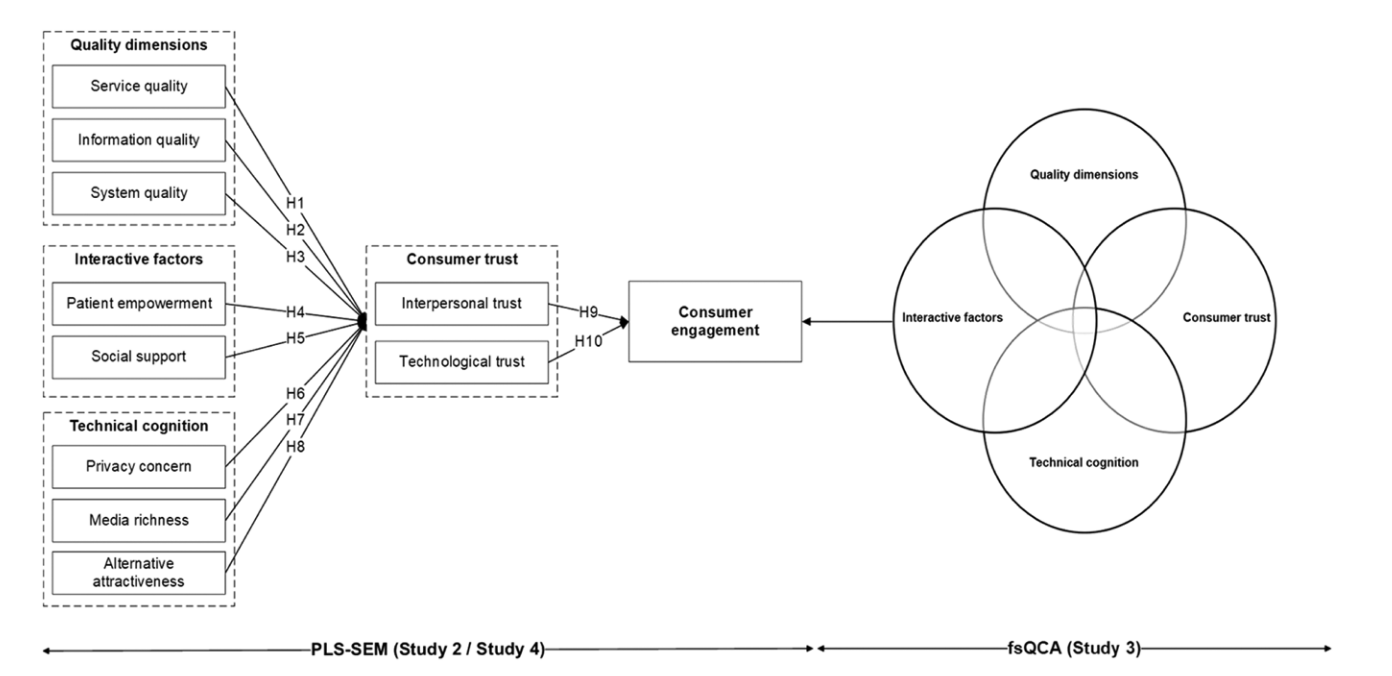 Quality dimensions
Service quality
Information quality
System quality
H1
H2
H3
Interactive factors
Patient empowerment
Social support
H4
H5
Technical cognition
Privacy concern
Media richness
Alternative
attractiveness
H6
H7
H8
Consumer trust
Interpersonal trust
Technological trust
H9
H10
Consumer
engagement
Quality dimensions
Interactive factors
Consumer trust
Technical cognition
PLS-SEM (Study 2 / Study 4)
fsQCA (Study 3)